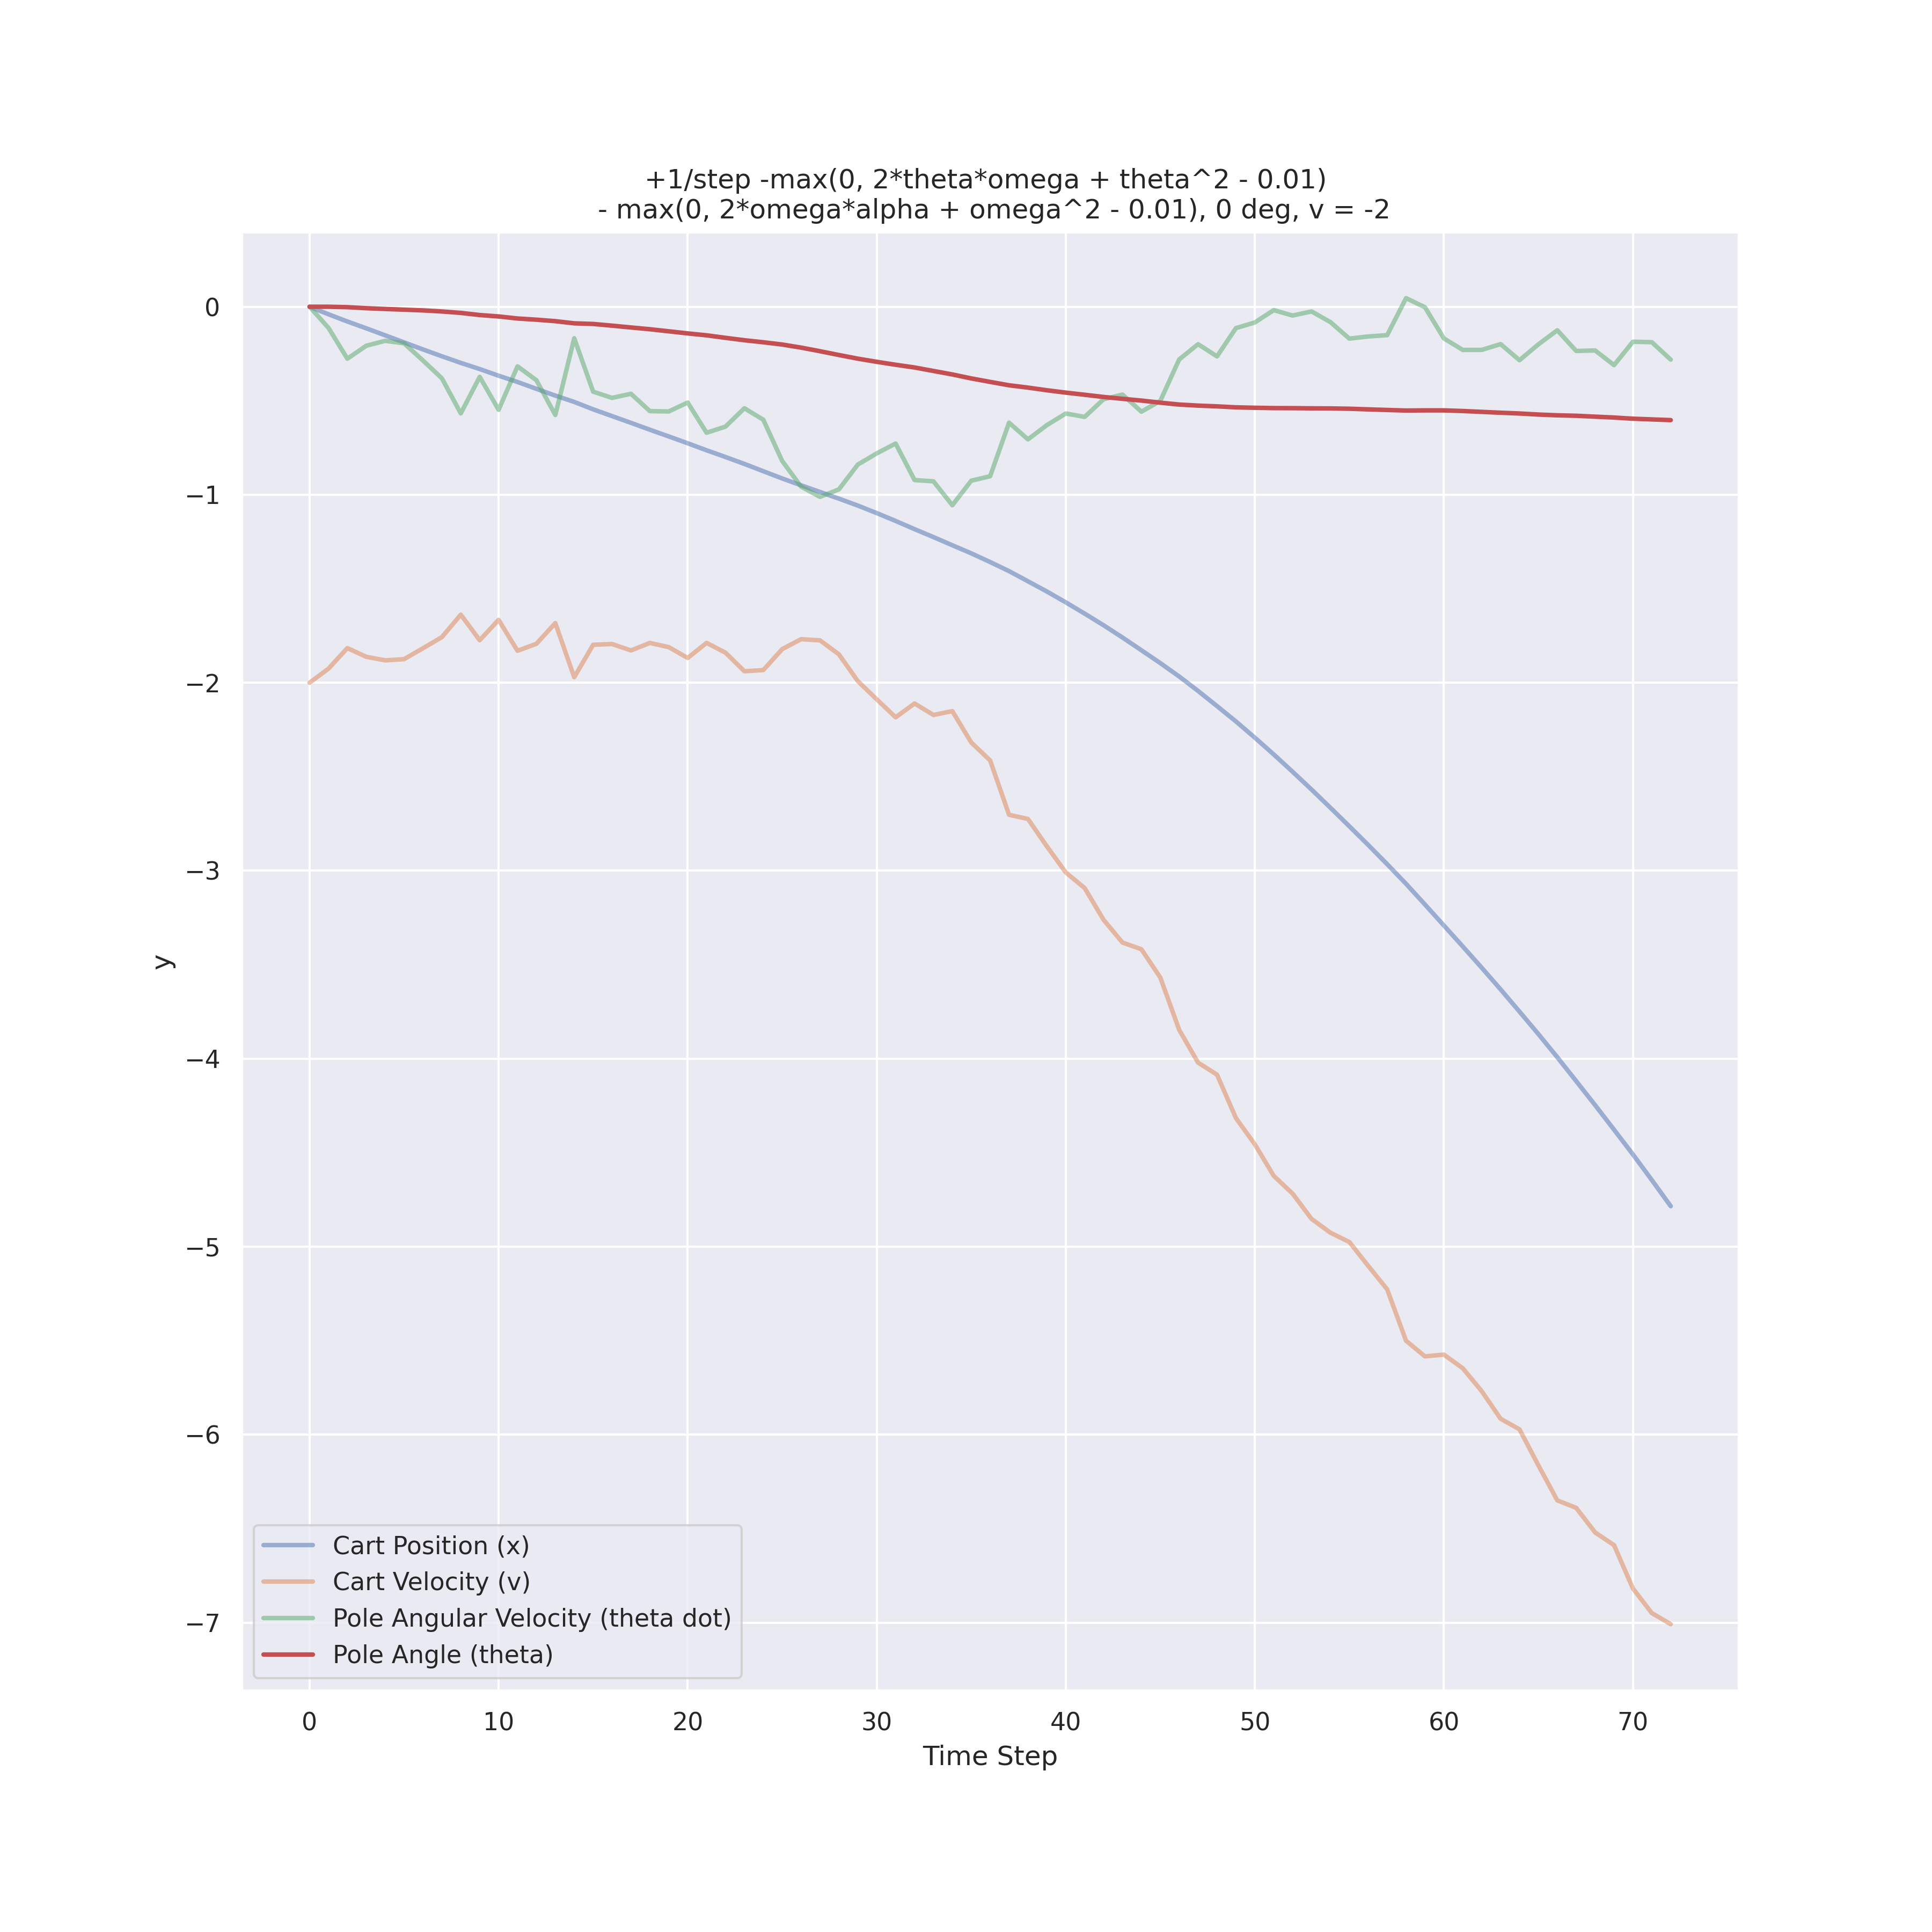 +1/step -max(0, 2*theta*omega + theta^2 - 0.01)
- max(0, 2*omega*alpha + omega^2 - 0.01), 0 deg, v = -2
y
0
−1
−2
−3
−4
−5
−6
−7
Cart Position (x)
Cart Velocity (v)
Pole Angular Velocity (theta dot)
Pole Angle (theta)
0 10 20 30 40 50 60 70
Time Step